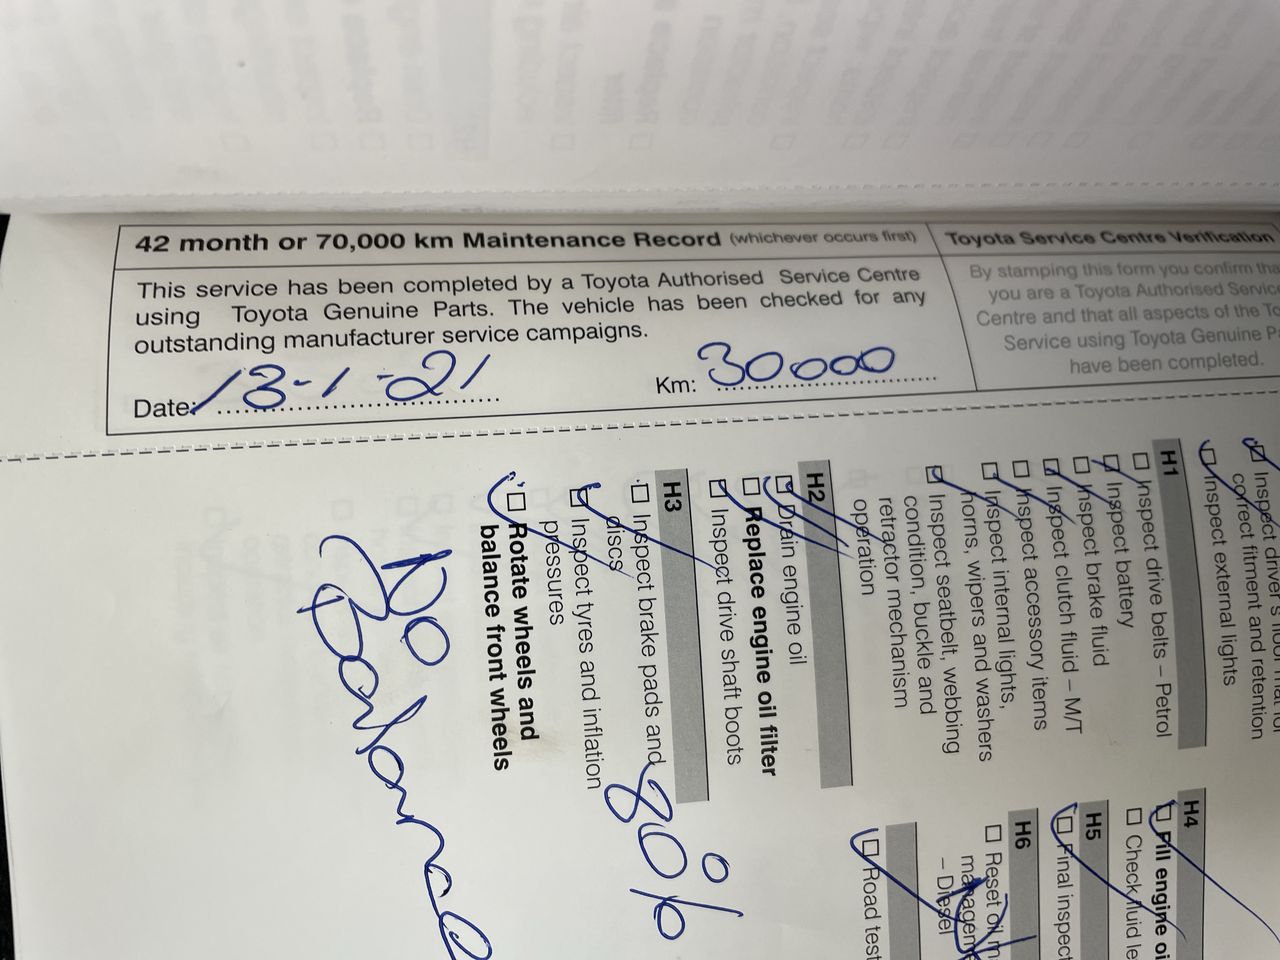 42 month or 70,000 km Maintenance Record (whichever occurs first)
This service has been completed by a Toyota Authorised Service Centre
using Toyota Genuine Parts. The vehicle has been checked for any
outstanding manufacturer service campaigns.
Date: 13-1-21
Km: 30000
Toyota Service Centre Verification
By stamping this form you confirm tha
you are a Toyota Authorised Service
Centre and that all aspects of the To
Service using Toyota Genuine Pa
have been completed.
Inspect driver's
correct fitment and retention
Inspect external lights
H1
Inspect drive belts – Petrol
Inspect battery
Inspect brake fluid
Inspect clutch fluid – M/T
Inspect accessory items
Inspect internal lights,
horns, wipers and washers
Inspect seatbelt, webbing
condition, buckle and
retractor mechanism
operation
H2
Drain engine oil
Replace engine oil filter
Inspect drive shaft boots
H3
Inspect brake pads and 80%
discs
Inspect tyres and inflation
pressures
Rotate wheels and
balance front wheels
No
Balance
H4
Fill engine oi
Check fluid le
H5
Final inspect
H6
Reset oil m
manageme
– Diesel
Road test